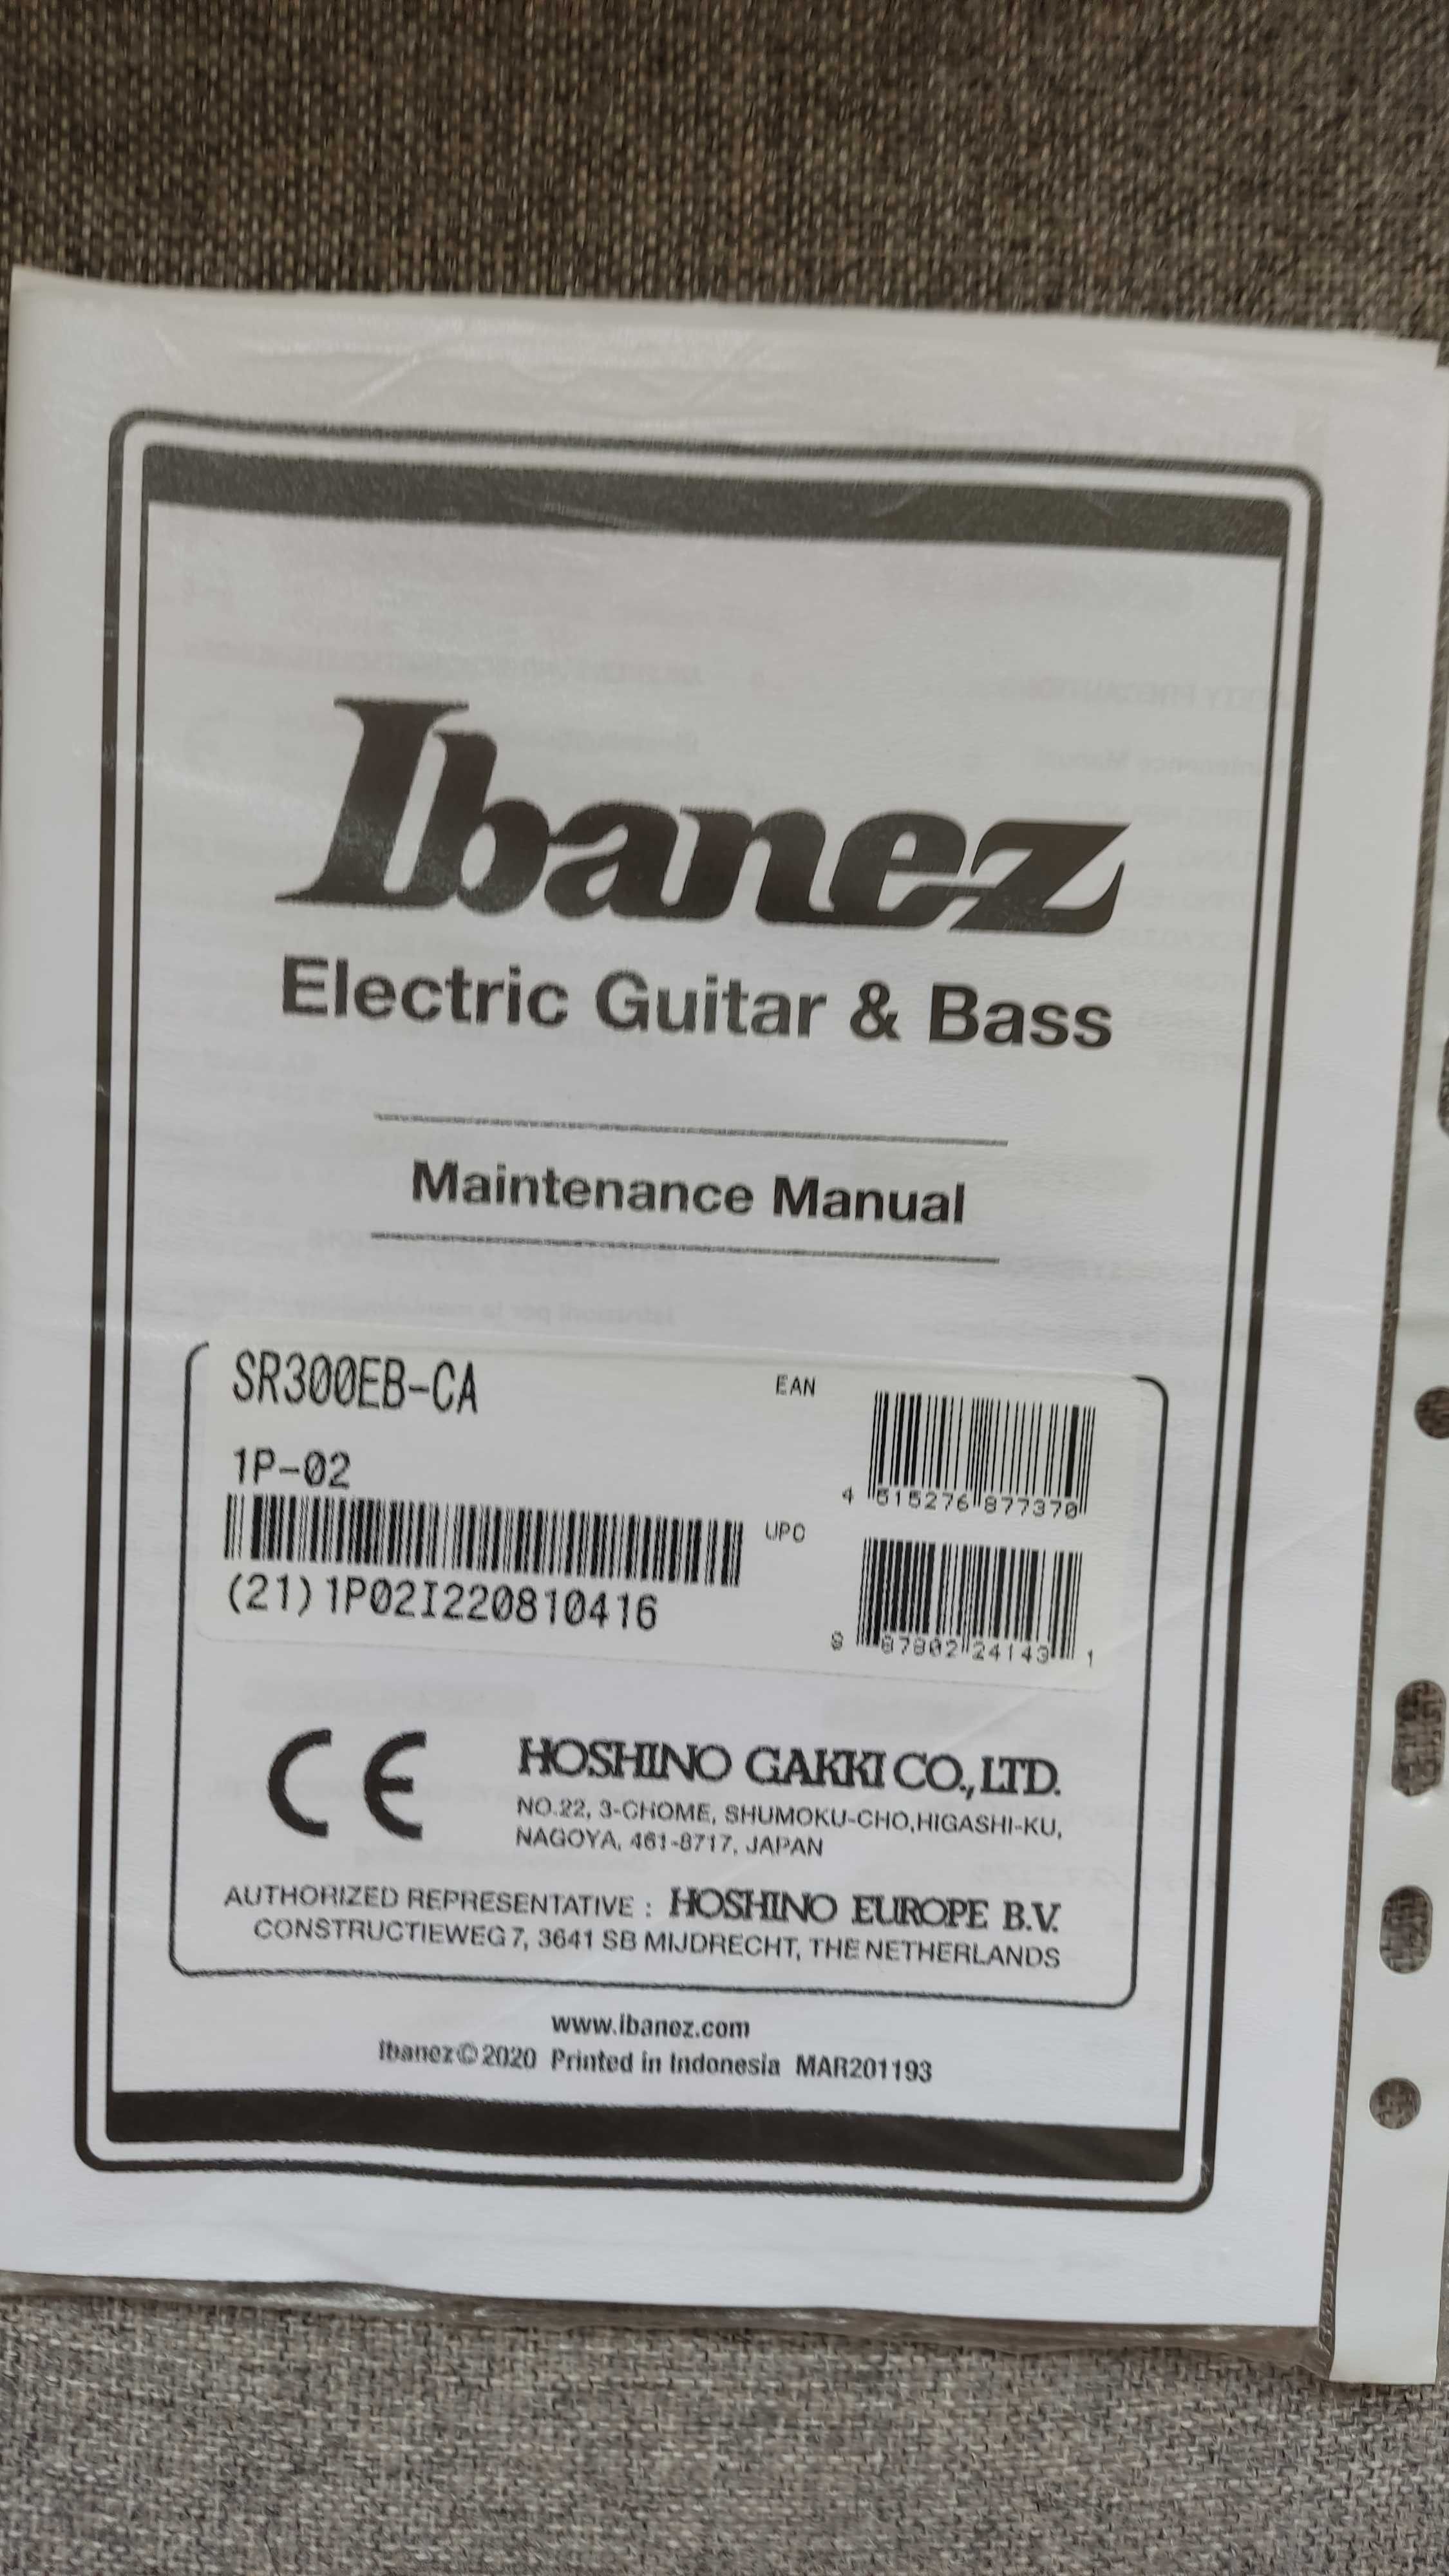 Ibanez
Electric Guitar & Bass
Maintenance Manual
SR300EB-CA
EAN
4 515276 877370
1P-02
UPC
8 87802 24143 1
(21)1P02I220810416
CE
HOSHINO GAKKI CO., LTD.
NO.22, 3-CHOME, SHUMOKU-CHO,HIGASHI-KU,
NAGOYA, 461-8717, JAPAN
AUTHORIZED REPRESENTATIVE : HOSHINO EUROPE B.V.
CONSTRUCTIEWEG 7, 3641 SB MIJDRECHT, THE NETHERLANDS
www.ibanez.com
Ibanez©2020 Printed in Indonesia MAR201193